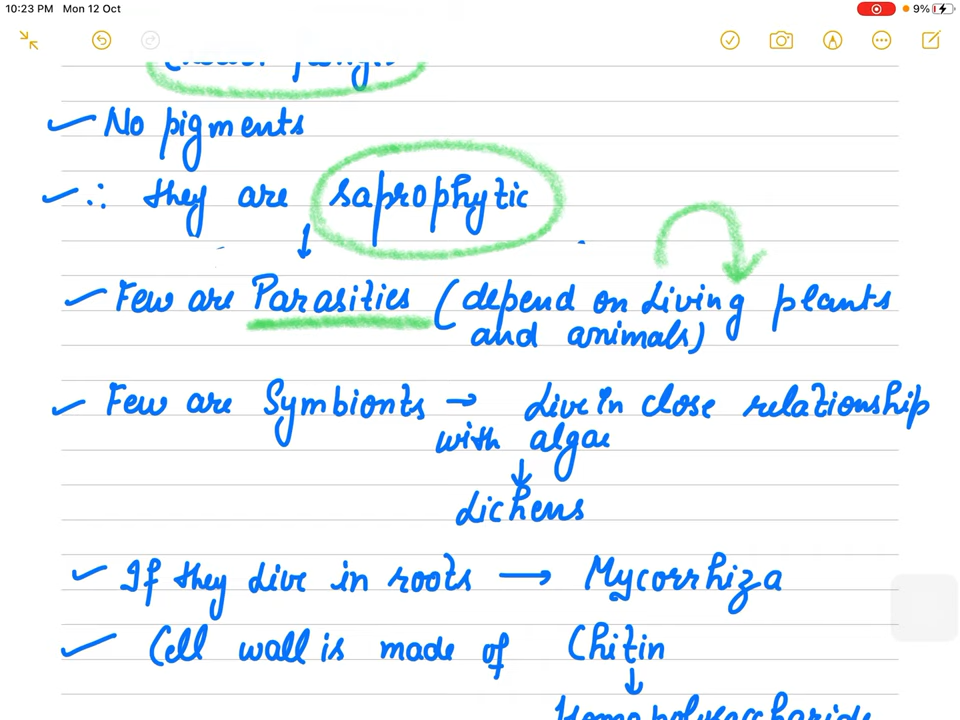 10:23 PM Mon 12 Oct 9%
No pigments
∴ they are saprophytic
↓
Few are Parasities (depend on living plants
and animals)
Few are Symbionts → Live in close relationship
with algae
↓
Lichens
If they live in roots → Mycorrhiza
Cell wall is made of Chitin
↓
Homopolysaccharide